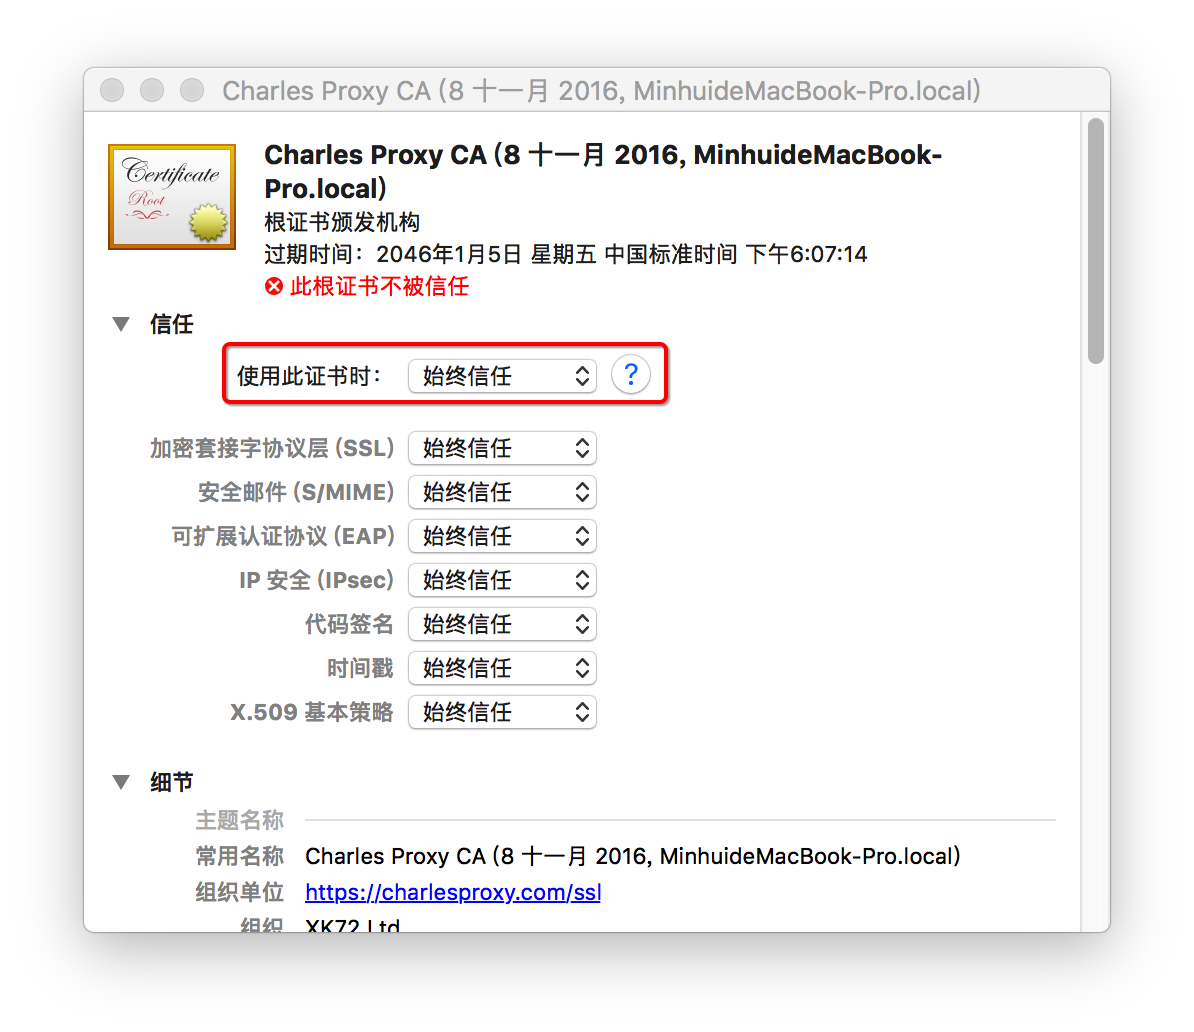 Charles Proxy CA (8 十一月 2016, MinhuideMacBook-Pro.local)
Certificate
Root
Charles Proxy CA (8 十一月 2016, MinhuideMacBook-
Pro.local)
根证书颁发机构
过期时间：2046年1月5日 星期五 中国标准时间 下午6:07:14
此根证书不被信任
信任
使用此证书时： 始终信任 ?
加密套接字协议层 (SSL) 始终信任
安全邮件 (S/MIME) 始终信任
可扩展认证协议 (EAP) 始终信任
IP 安全 (IPsec) 始终信任
代码签名 始终信任
时间戳 始终信任
X.509 基本策略 始终信任
细节
主题名称
常用名称 Charles Proxy CA (8 十一月 2016, MinhuideMacBook-Pro.local)
组织单位 https://charlesproxy.com/ssl
组织 XK72 Ltd